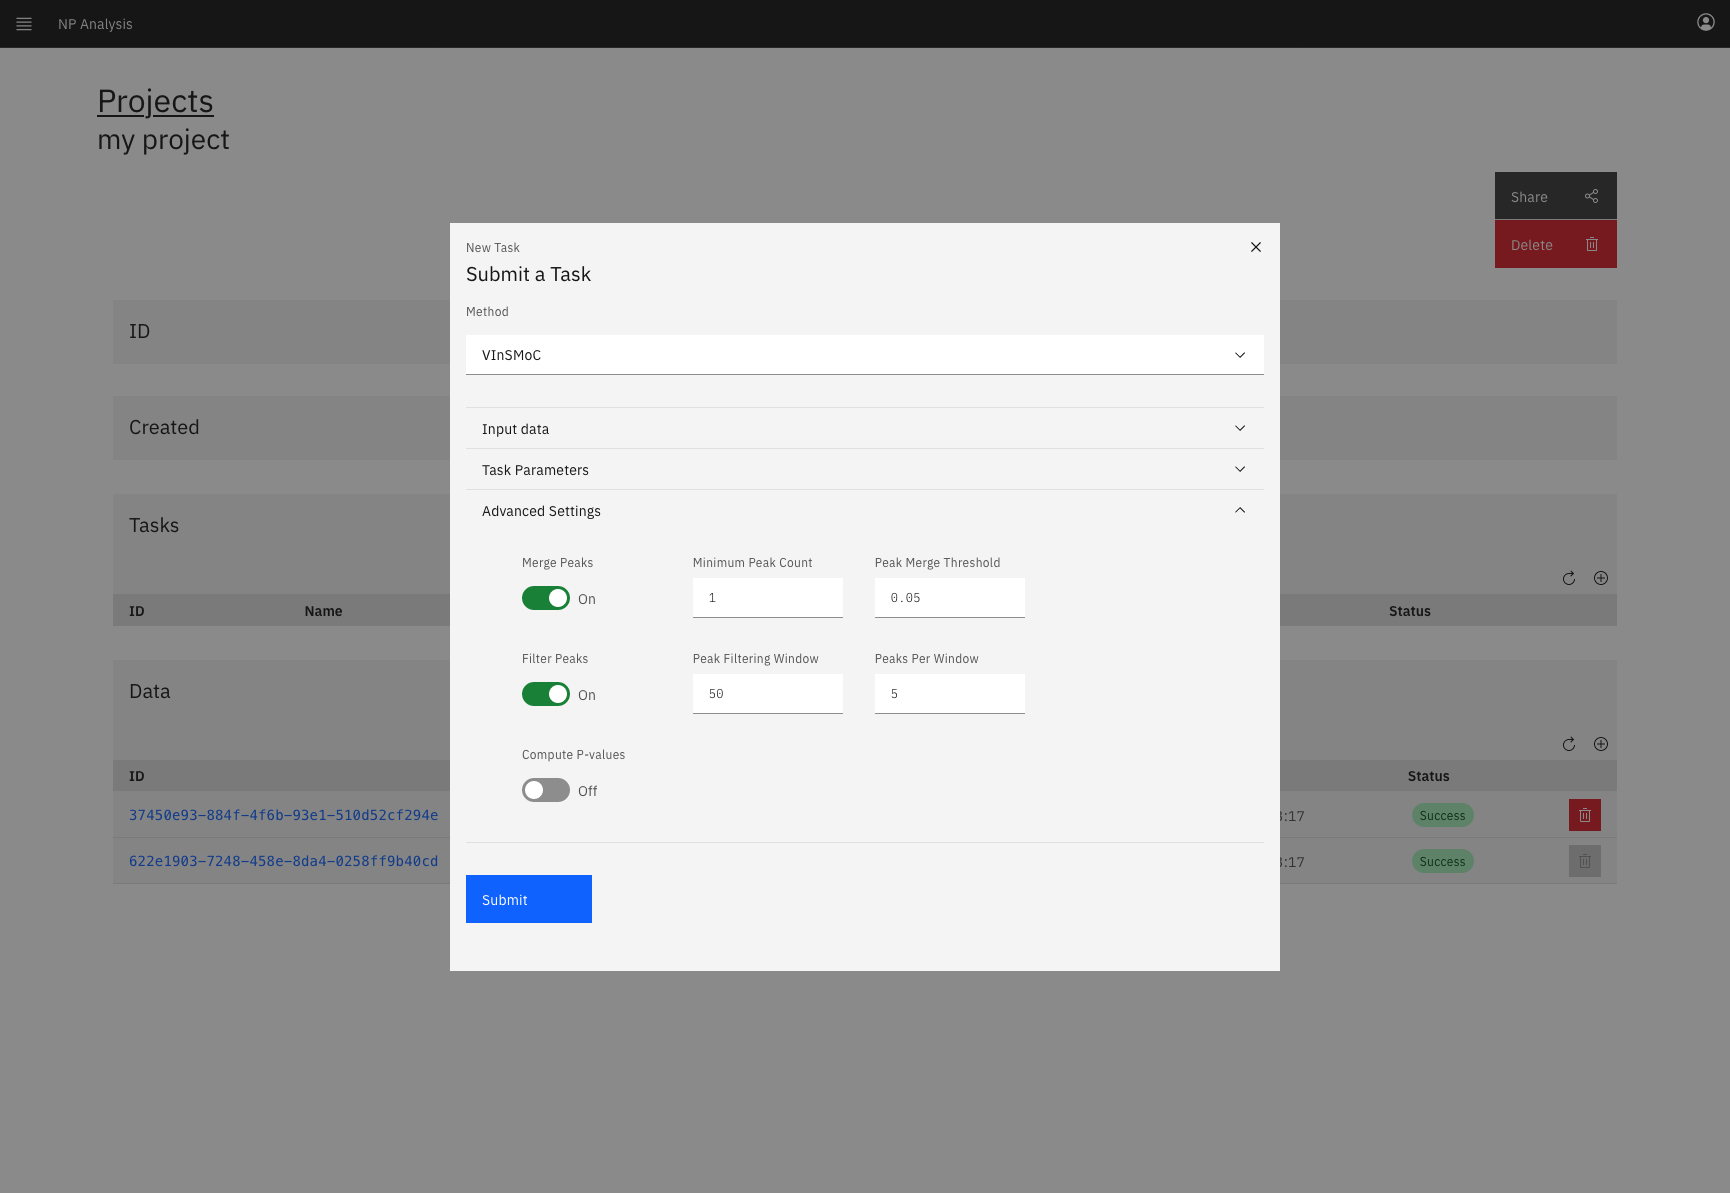 NP Analysis
Projects
my project
Share
Delete
ID
Created
Tasks
ID Name Status
Data
ID Status
37450e93-884f-4f6b-93e1-510d52cf294e :17 Success
622e1903-7248-458e-8da4-0258ff9b40cd :17 Success
New Task
Submit a Task
Method
VInSMoC
Input data
Task Parameters
Advanced Settings
Merge Peaks Minimum Peak Count Peak Merge Threshold
On 1 0.05
Filter Peaks Peak Filtering Window Peaks Per Window
On 50 5
Compute P-values
Off
Submit